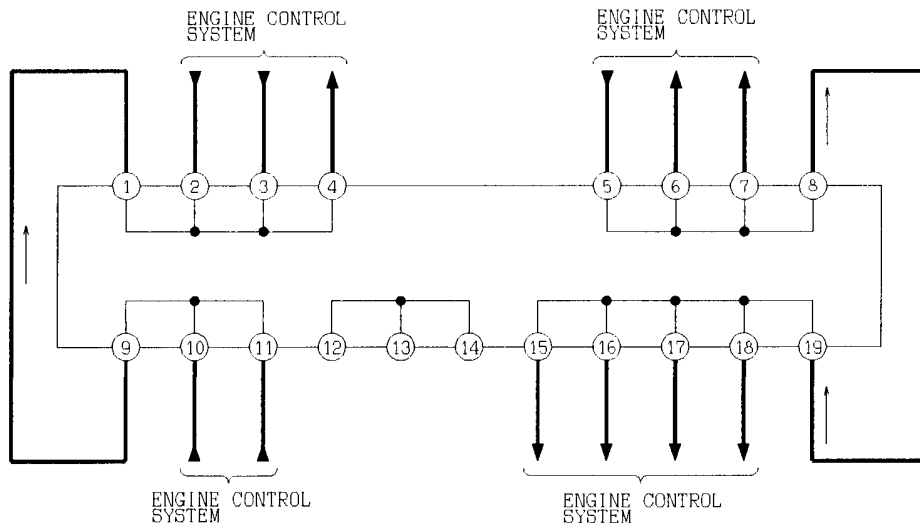 ENGINE CONTROL
SYSTEM
ENGINE CONTROL
SYSTEM
1 2 3 4 5 6 7 8
9 10 11 12 13 14 15 16 17 18 19
ENGINE CONTROL
SYSTEM
ENGINE CONTROL
SYSTEM